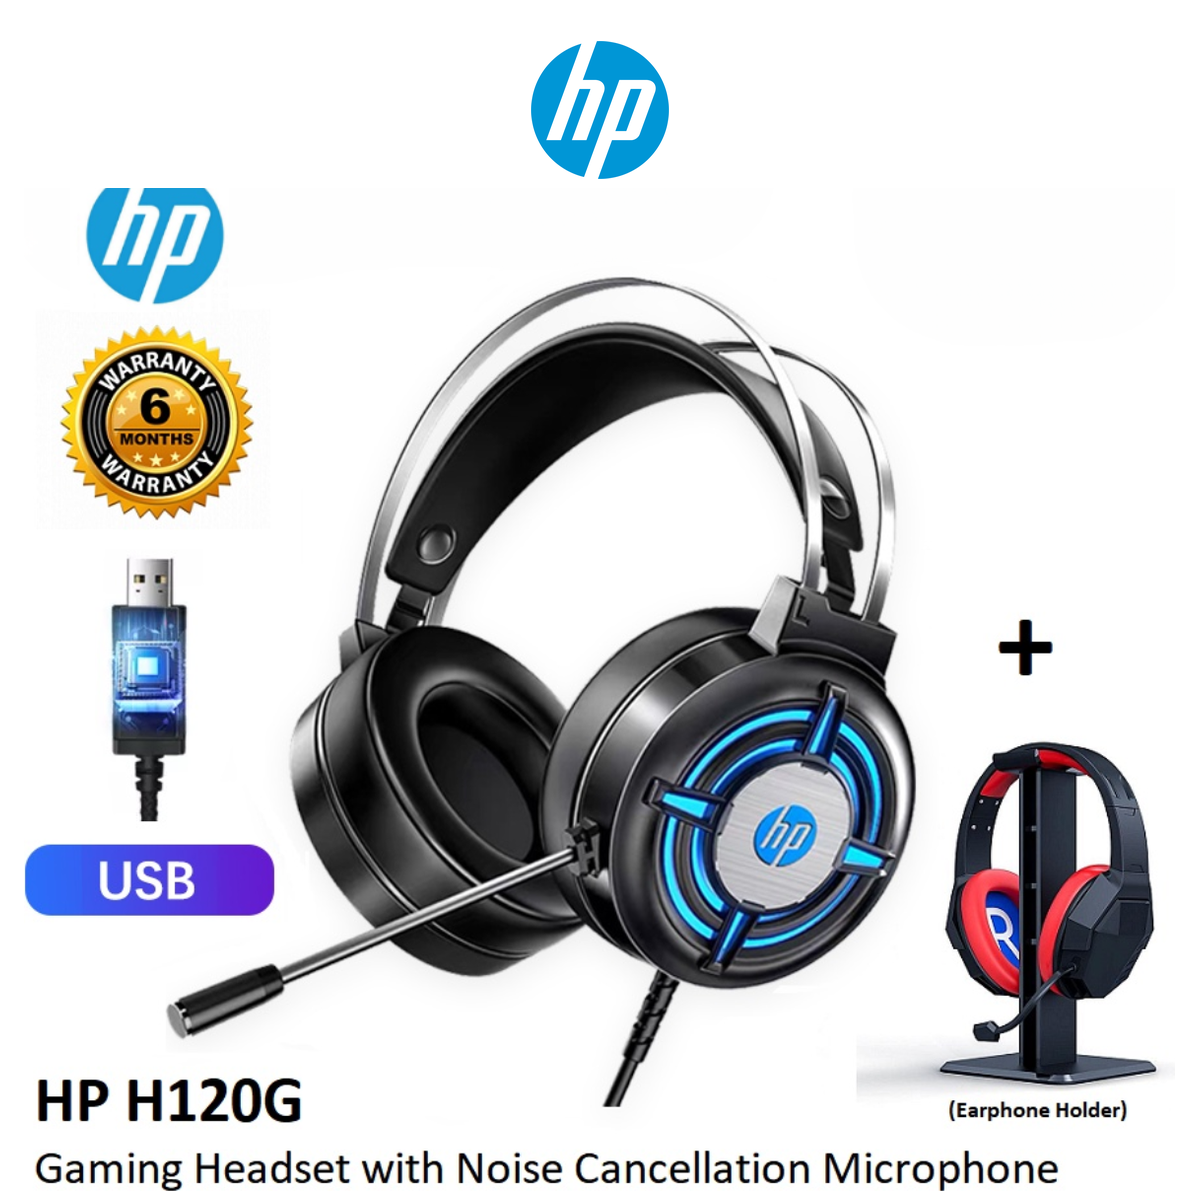 hp
hp
WARRANTY
6
MONTHS
WARRANTY
USB
hp
R
(Earphone Holder)
HP H120G
Gaming Headset with Noise Cancellation Microphone